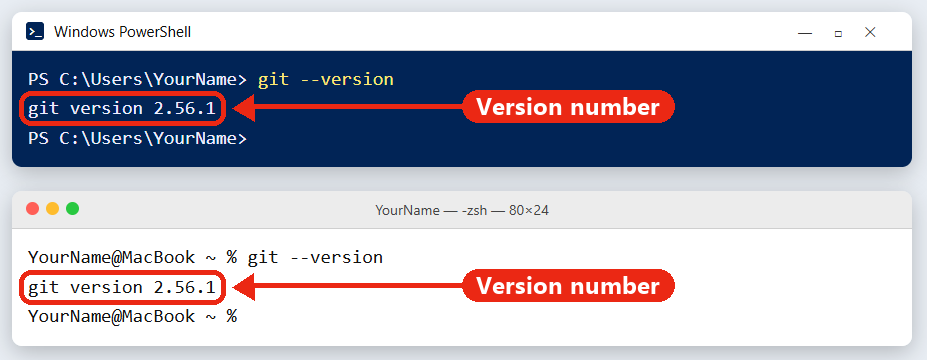 Windows PowerShell
PS C:\Users\YourName> git --version
git version 2.56.1
Version number
PS C:\Users\YourName>
YourName — -zsh — 80×24
YourName@MacBook ~ % git --version
git version 2.56.1
Version number
YourName@MacBook ~ %